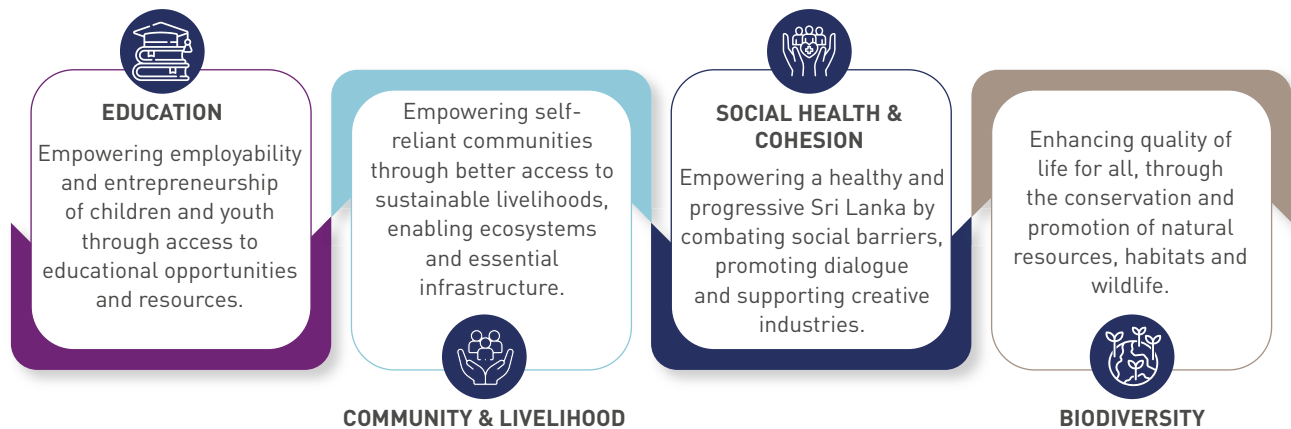 EDUCATION
Empowering employability
and entrepreneurship
of children and youth
through access to
educational opportunities
and resources.
Empowering self-
reliant communities
through better access to
sustainable livelihoods,
enabling ecosystems
and essential
infrastructure.
COMMUNITY & LIVELIHOOD
SOCIAL HEALTH &
COHESION
Empowering a healthy and
progressive Sri Lanka by
combating social barriers,
promoting dialogue
and supporting creative
industries.
Enhancing quality of
life for all, through
the conservation and
promotion of natural
resources, habitats and
wildlife.
BIODIVERSITY